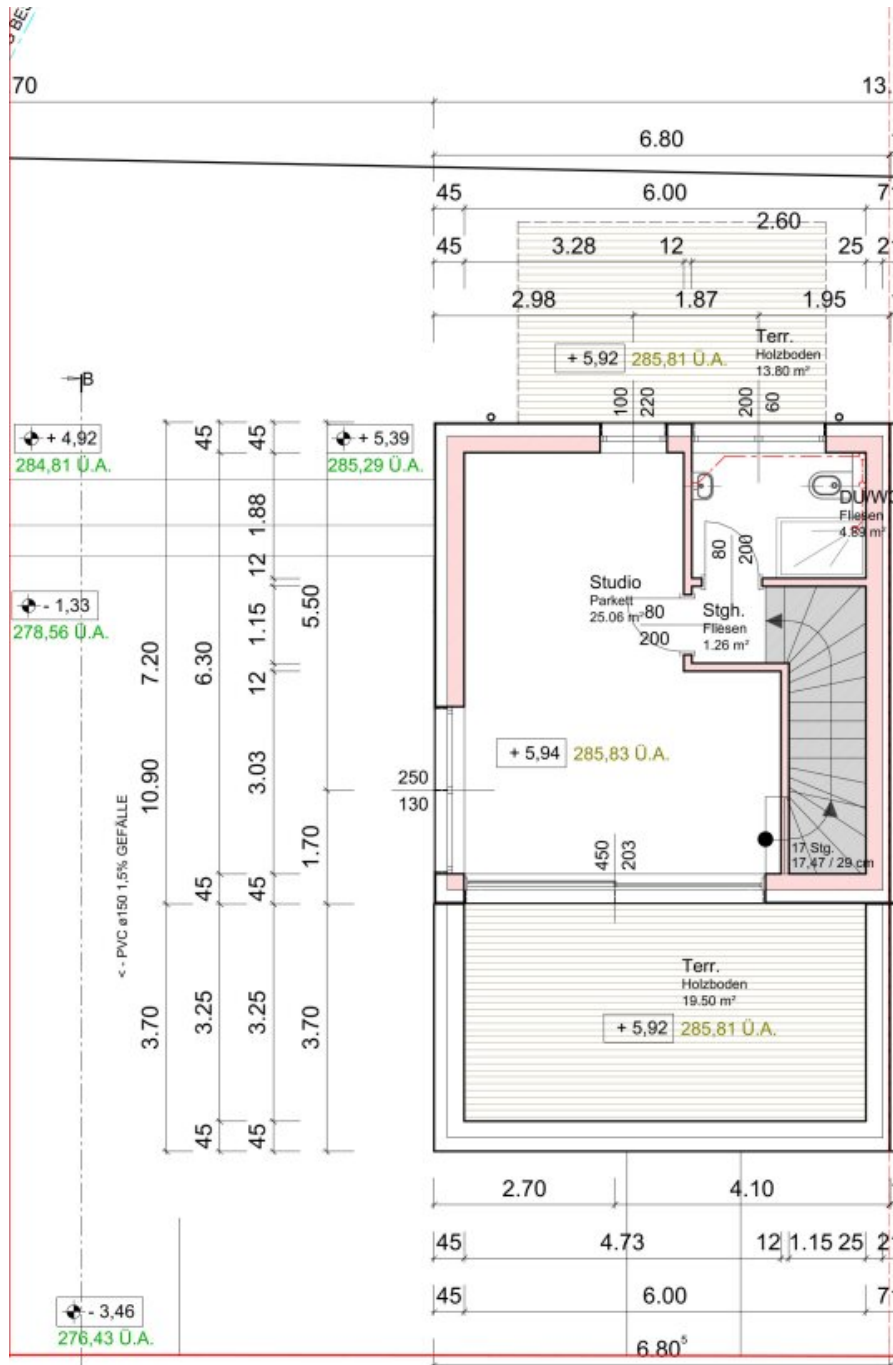 70
13.
6.80
45 6.00
2.60
45 3.28 12 25
2.98 1.87 1.95
Terr.
Holzboden
13.80 m²
+ 5,92 285,81 Ü.A.
100
220
200
60
B
+ 4,92
284,81 Ü.A.
+ 5,39
285,29 Ü.A.
- 1,33
278,56 Ü.A.
7.20
10.90
3.70
45
6.30
45
3.25
45
45
1.88
12
1.15
12
3.03
45
3.25
45
5.50
1.70
3.70
< - PVC ø150 1,5% GEFÄLLE
Fliesen
4.89 m²
80
200
Studio
Parkett
25.06 m²
80
200
Stgh.
Fliesen
1.26 m²
+ 5,94 285,83 Ü.A.
250
130
450
203
17 Stg.
17,47 / 29 cm
Terr.
Holzboden
19.50 m²
+ 5,92 285,81 Ü.A.
2.70 4.10
45 4.73 12 1.15 25
45 6.00
6.80⁵
- 3,46
276,43 Ü.A.